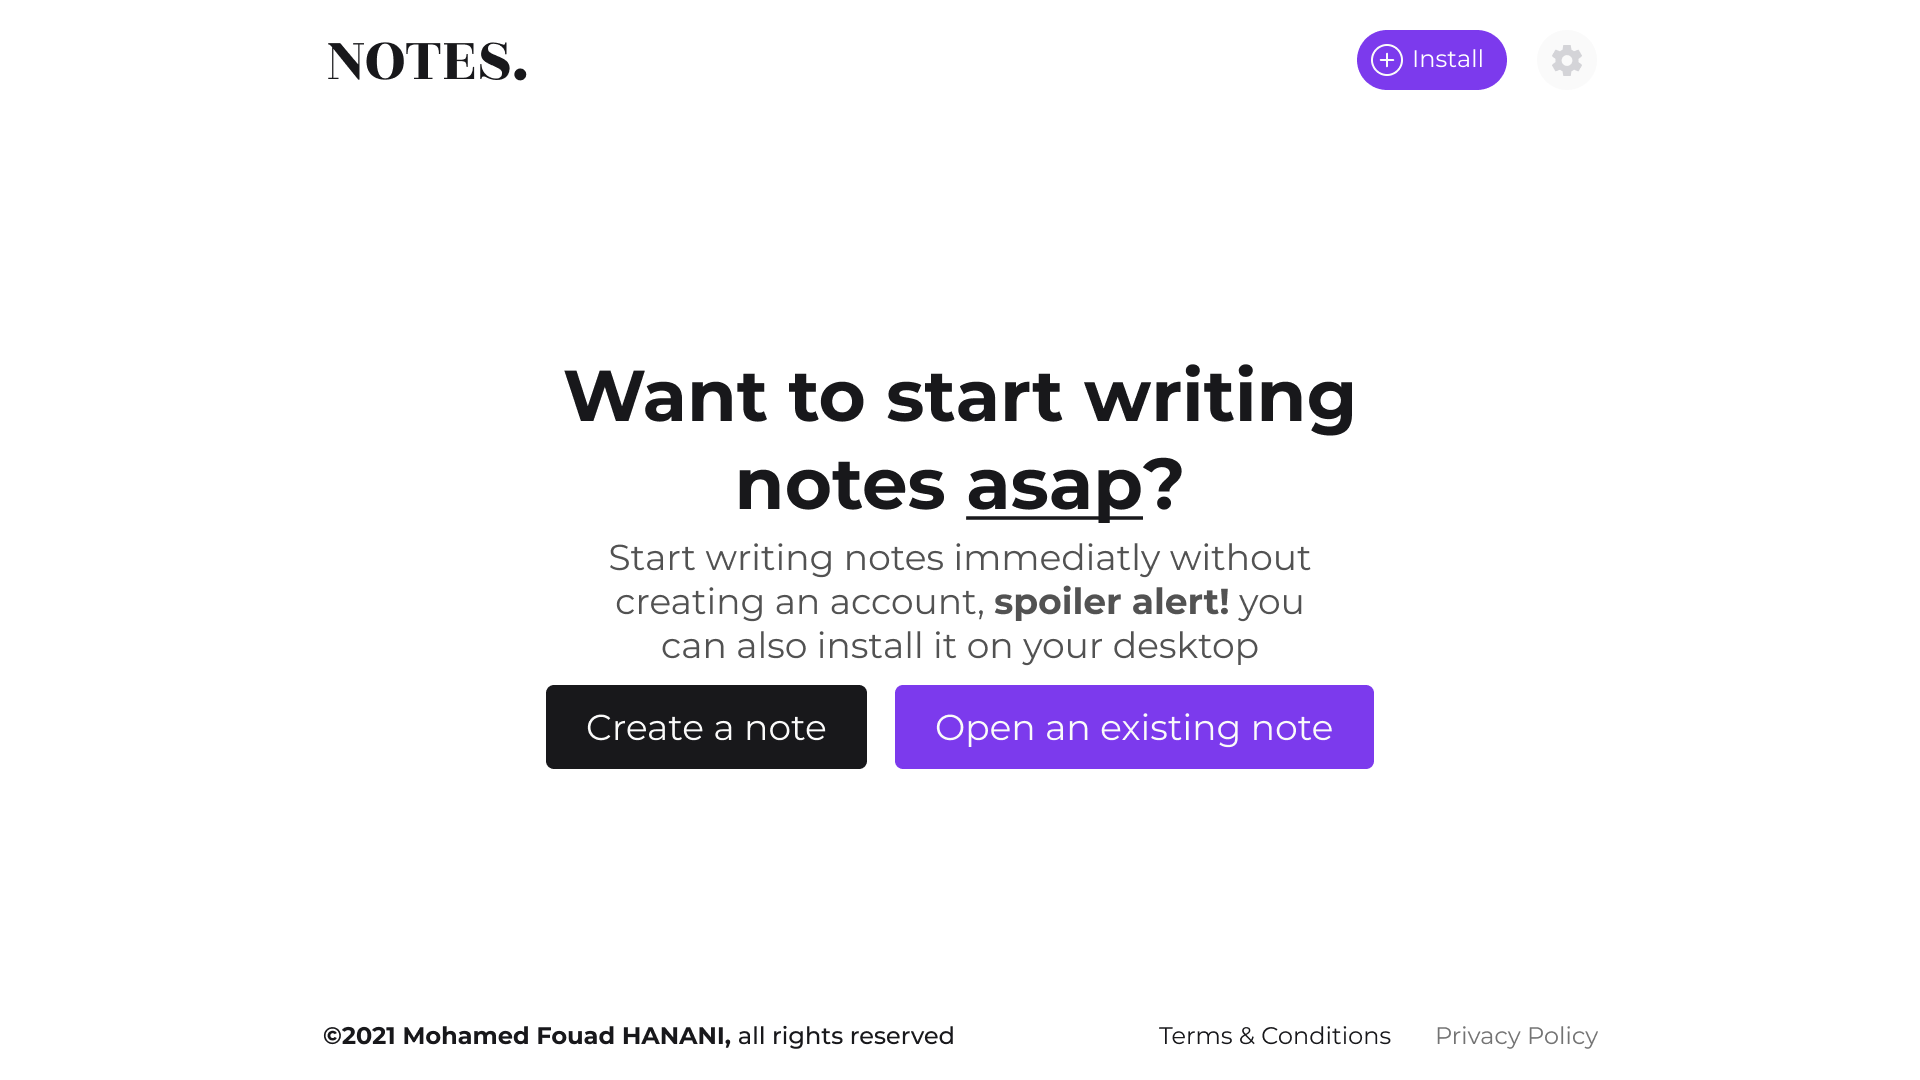 NOTES.
Install
Want to start writing
notes asap?
Start writing notes immediatly without
creating an account, spoiler alert! you
can also install it on your desktop
Create a note
Open an existing note
©2021 Mohamed Fouad HANANI, all rights reserved
Terms & Conditions
Privacy Policy